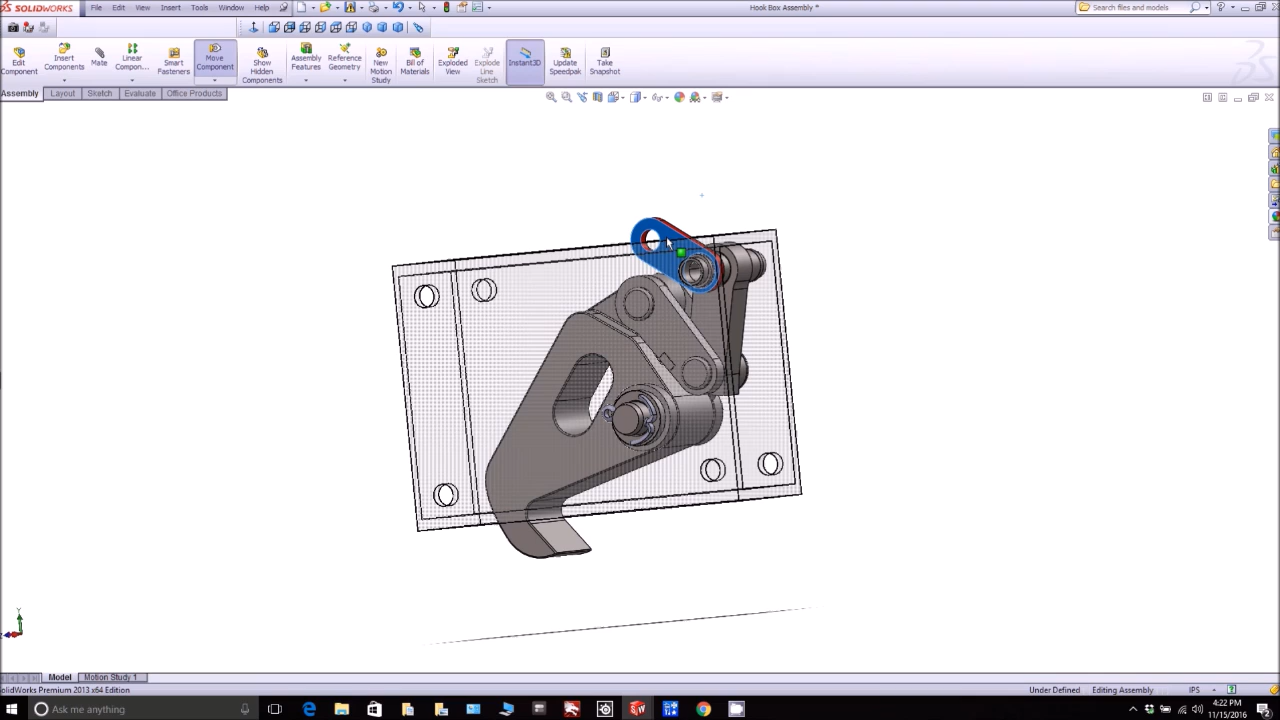 SOLIDWORKS File Edit View Insert Tools Window Help Hook Box Assembly * Search files and models
Edit Component
Insert Components
Mate
Linear Compon...
Smart Fasteners
Move Component
Show Hidden Components
Assembly Features
Reference Geometry
New Motion Study
Bill of Materials
Exploded View
Explode Line Sketch
Instant3D
Update Speedpak
Take Snapshot
Assembly Layout Sketch Evaluate Office Products
Y
Model Motion Study 1
olidWorks Premium 2013 x64 Edition Under Defined Editing Assembly IPS
Ask me anything 4:22 PM
11/15/2016